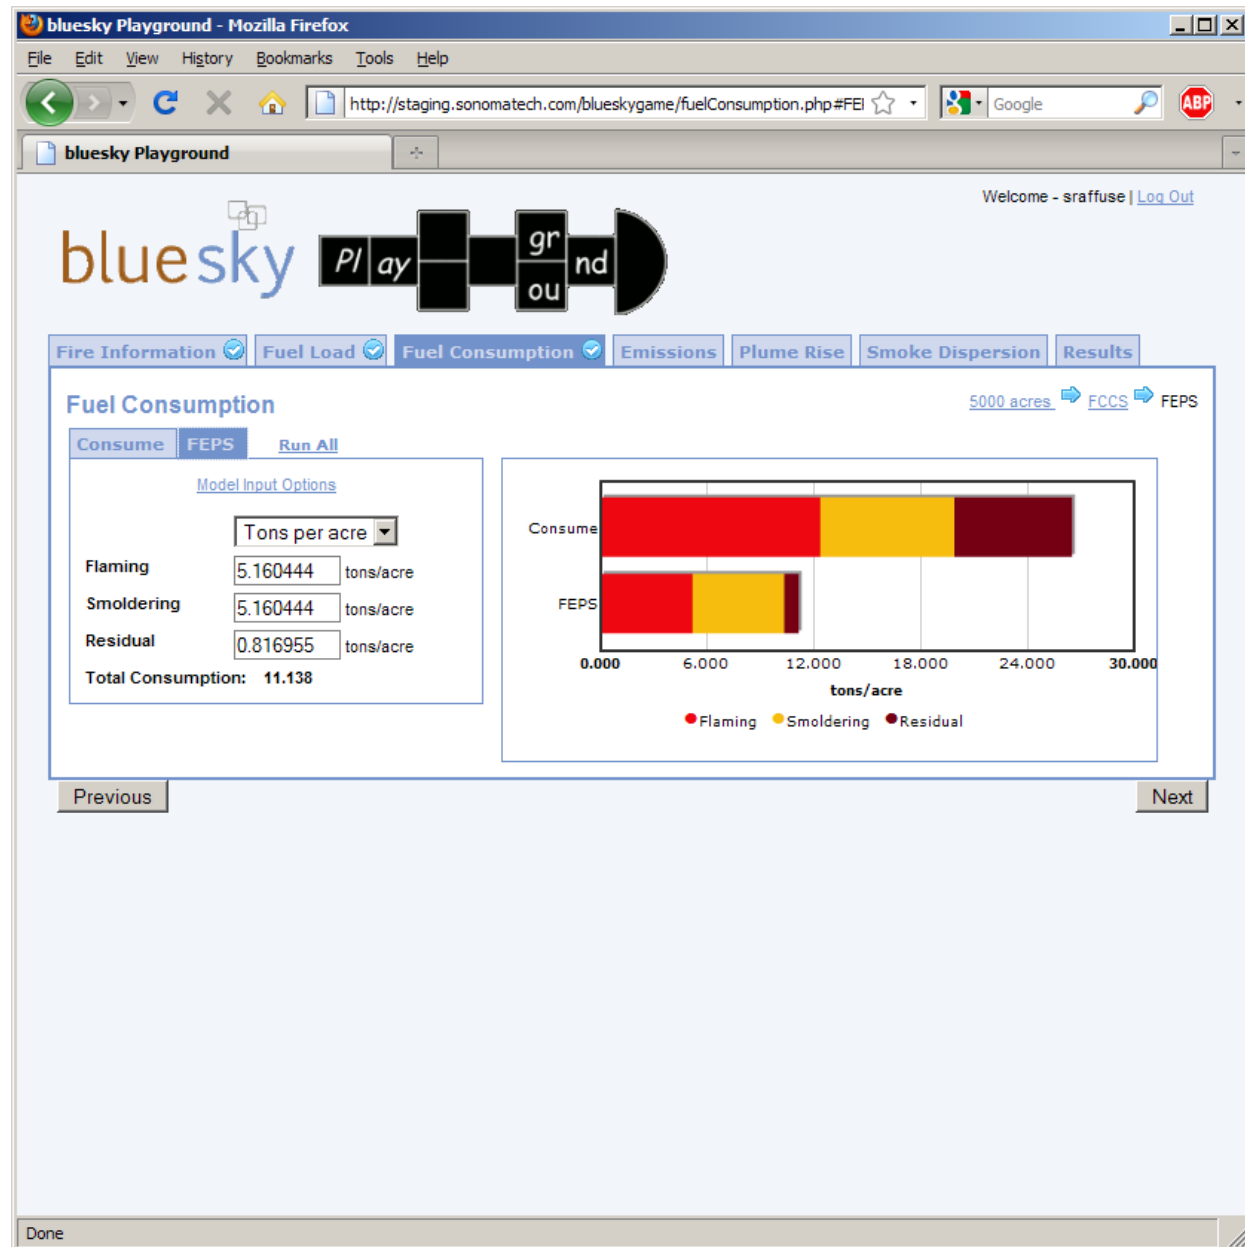 bluesky Playground - Mozilla Firefox
File Edit View History Bookmarks Tools Help
http://staging.sonomatech.com/blueskygame/fuelConsumption.php#FEI
Google
ABP
bluesky Playground
Welcome - sraffuse | Log Out
bluesky
Pl ay gr ou nd
Fire Information Fuel Load Fuel Consumption Emissions Plume Rise Smoke Dispersion Results
Fuel Consumption
5000 acres FCCS FEPS
Consume FEPS Run All
Model Input Options
Tons per acre
Flaming 5.160444 tons/acre
Smoldering 5.160444 tons/acre
Residual 0.816955 tons/acre
Total Consumption: 11.138
Consume
FEPS
0.000 6.000 12.000 18.000 24.000 30.000
tons/acre
Flaming Smoldering Residual
Previous Next
Done